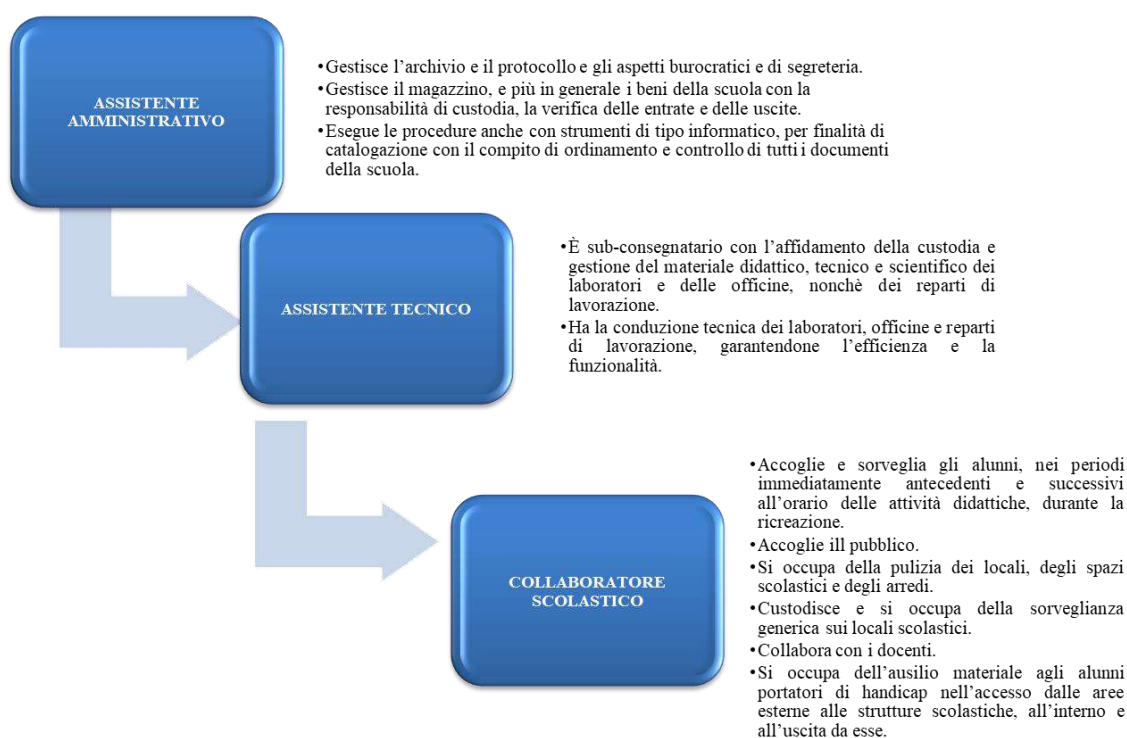 ASSISTENTE
AMMINISTRATIVO
•Gestisce l’archivio e il protocollo e gli aspetti burocratici e di segreteria.
•Gestisce il magazzino, e più in generale i beni della scuola con la
responsabilità di custodia, la verifica delle entrate e delle uscite.
•Esegue le procedure anche con strumenti di tipo informatico, per finalità di
catalogazione con il compito di ordinamento e controllo di tutti i documenti
della scuola.
ASSISTENTE TECNICO
•È sub-consegnatario con l’affidamento della custodia e
gestione del materiale didattico, tecnico e scientifico dei
laboratori e delle officine, nonchè dei reparti di
lavorazione.
•Ha la conduzione tecnica dei laboratori, officine e reparti
di lavorazione, garantendone l’efficienza e la
funzionalità.
COLLABORATORE
SCOLASTICO
•Accoglie e sorveglia gli alunni, nei periodi
immediatamente antecedenti e successivi
all’orario delle attività didattiche, durante la
ricreazione.
•Accoglie ill pubblico.
•Si occupa della pulizia dei locali, degli spazi
scolastici e degli arredi.
•Custodisce e si occupa della sorveglianza
generica sui locali scolastici.
•Collabora con i docenti.
•Si occupa dell’ausilio materiale agli alunni
portatori di handicap nell’accesso dalle aree
esterne alle strutture scolastiche, all’interno e
all’uscita da esse.